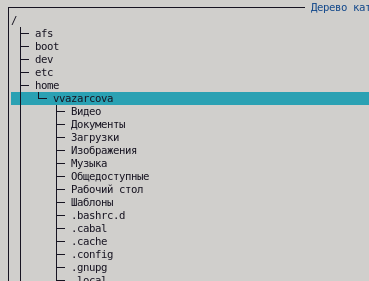 Дерево кат
/
afs
boot
dev
etc
home
vvazarcova
Видео
Документы
Загрузки
Изображения
Музыка
Общедоступные
Рабочий стол
Шаблоны
.bashrc.d
.cabal
.cache
.config
.gnupg
.local